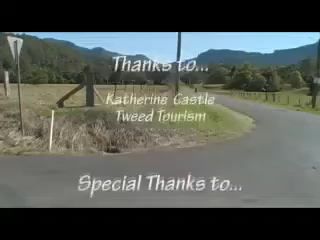 Thanks to...
Katherine Castle
Tweed Tourism
Special Thanks to...